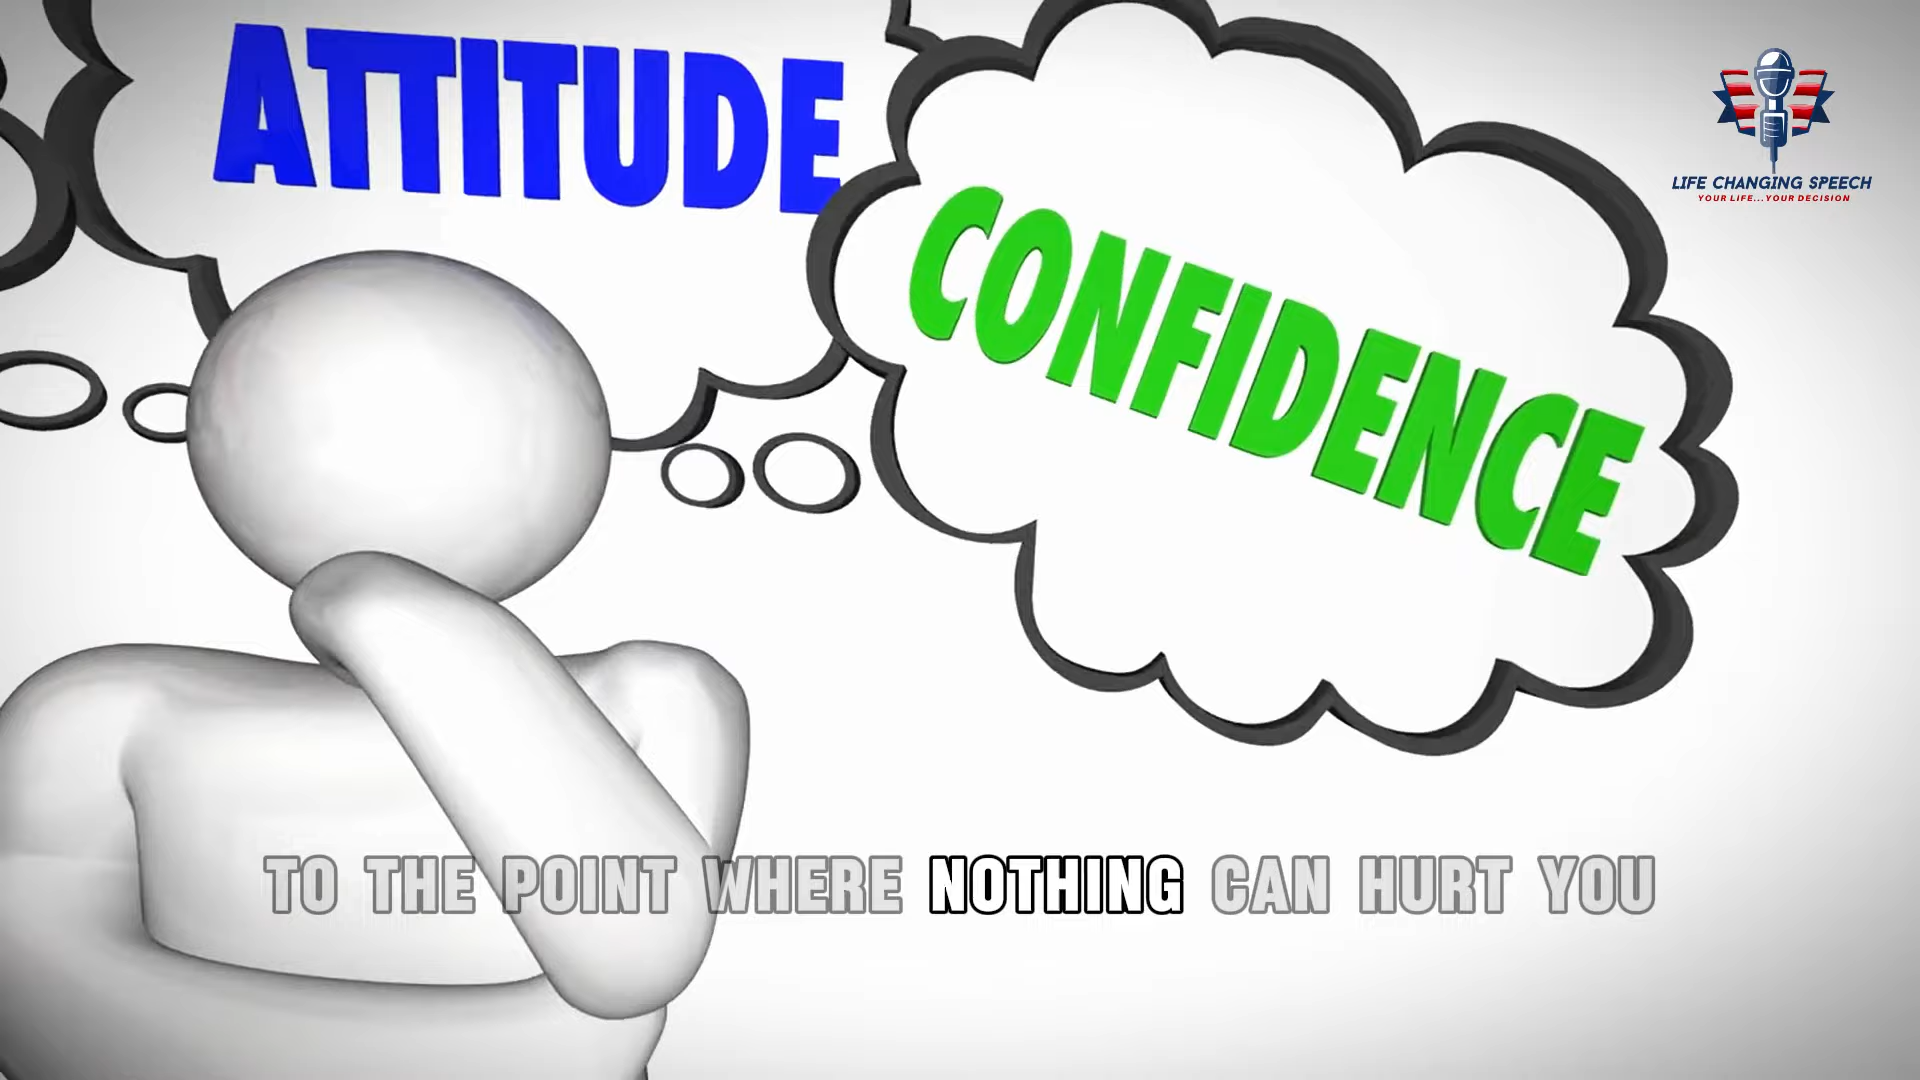 ATTITUDE
CONFIDENCE
LIFE CHANGING SPEECH
YOUR LIFE...YOUR DECISION
TO THE POINT WHERE NOTHING CAN HURT YOU